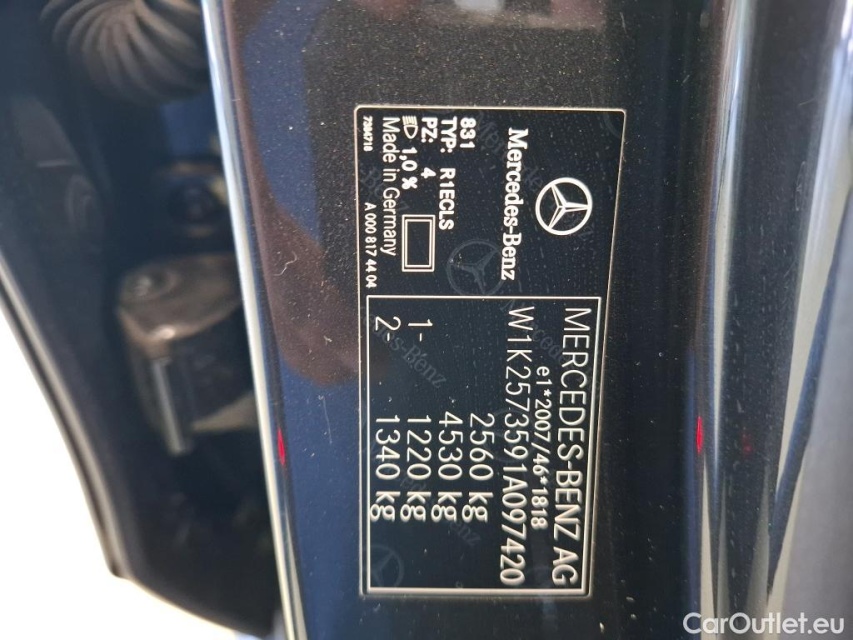 Mercedes-Benz
831
TYP: R1ECLS
PZ: 4
1,0 %
Made in Germany
7384718
A 000 817 44 04
MERCEDES-BENZ AG
e1*2007/46*1818
W1K2573591A097420
2560 kg
4530 kg
1- 1220 kg
2- 1340 kg
CarOutlet.eu